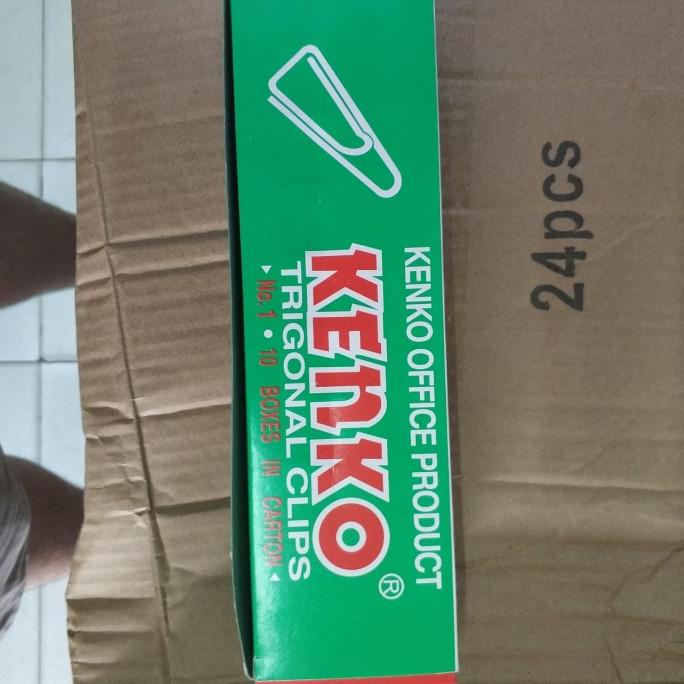 KENKO OFFICE PRODUCT
KENKO®
TRIGONAL CLIPS
No.1 • 10 BOXES IN CARTON
24pcs